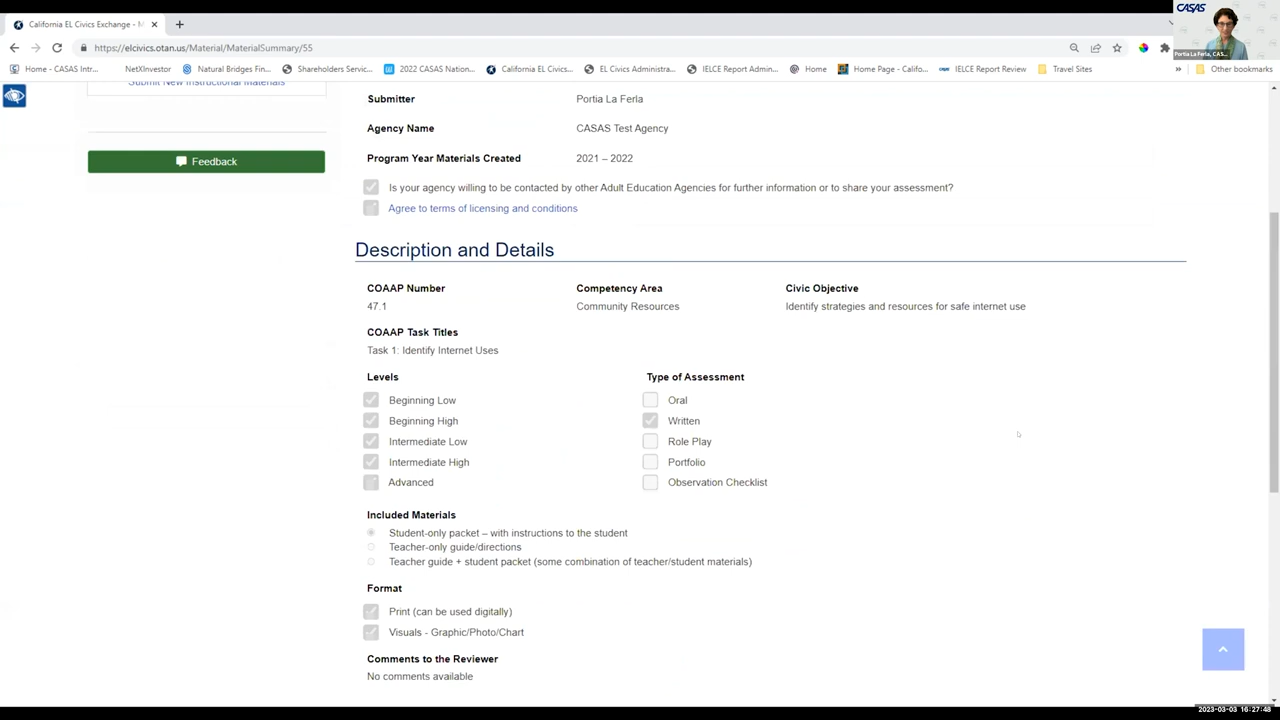 California EL Civics Exchange - M
https://elcivics.otan.us/Material/MaterialSummary/55
CASAS
Portia La Ferla, CAS...
Home - CASAS Intr...
NetXInvestor
Natural Bridges Fin...
Shareholders Servic...
2022 CASAS Nation...
California EL Civics...
EL Civics Administra...
IELCE Report Admin...
Home
Home Page - Califo...
IELCE Report Review
Travel Sites
Other bookmarks
Submit New Instructional Materials
Feedback
Submitter Portia La Ferla
Agency Name CASAS Test Agency
Program Year Materials Created 2021 – 2022
Is your agency willing to be contacted by other Adult Education Agencies for further information or to share your assessment?
Agree to terms of licensing and conditions
Description and Details
COAAP Number Competency Area Civic Objective
47.1 Community Resources Identify strategies and resources for safe internet use
COAAP Task Titles
Task 1: Identify Internet Uses
Levels Type of Assessment
Beginning Low Oral
Beginning High Written
Intermediate Low Role Play
Intermediate High Portfolio
Advanced Observation Checklist
Included Materials
Student-only packet – with instructions to the student
Teacher-only guide/directions
Teacher guide + student packet (some combination of teacher/student materials)
Format
Print (can be used digitally)
Visuals - Graphic/Photo/Chart
Comments to the Reviewer
No comments available
2023-03-03 16:27:48